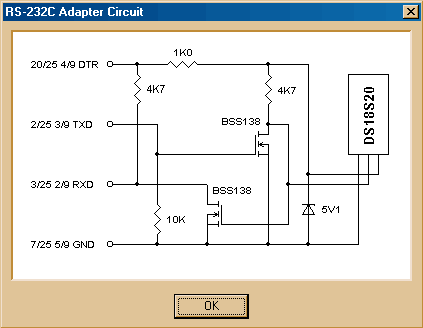 RS-232C Adapter Circuit
1K0
20/25 4/9 DTR
4K7
4K7
2/25 3/9 TXD
BSS138
DS18S20
3/25 2/9 RXD
BSS138
10K
5V1
7/25 5/9 GND
OK